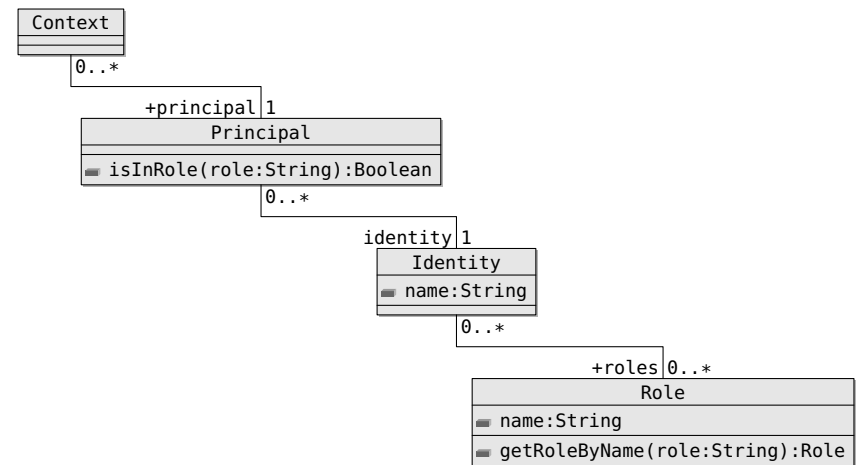 Context
0..*
+principal 1
Principal
isInRole(role:String):Boolean
0..*
identity 1
Identity
name:String
0..*
+roles 0..*
Role
name:String
getRoleByName(role:String):Role